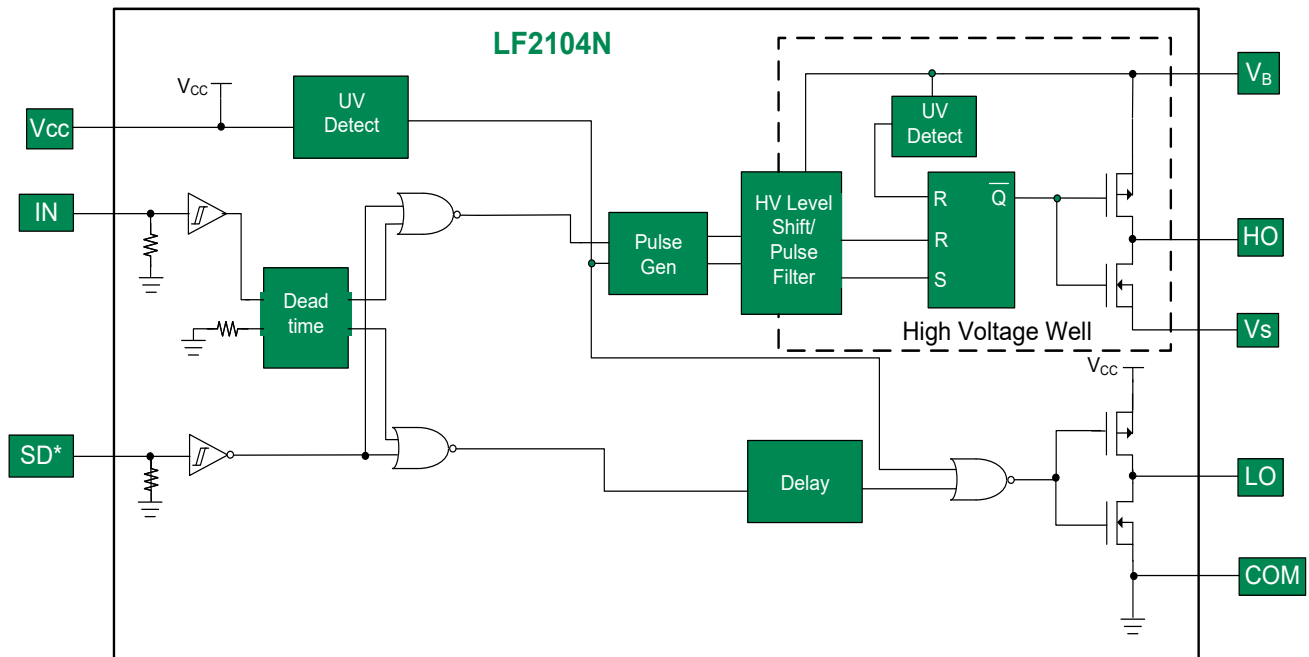 LF2104N
VCC
Vcc
UV
Detect
VB
UV
Detect
IN
HV Level
Shift/
Pulse
Filter
R
Q̅
R
S
Pulse
Gen
HO
Dead
time
High Voltage Well
Vs
VCC
SD*
Delay
LO
COM